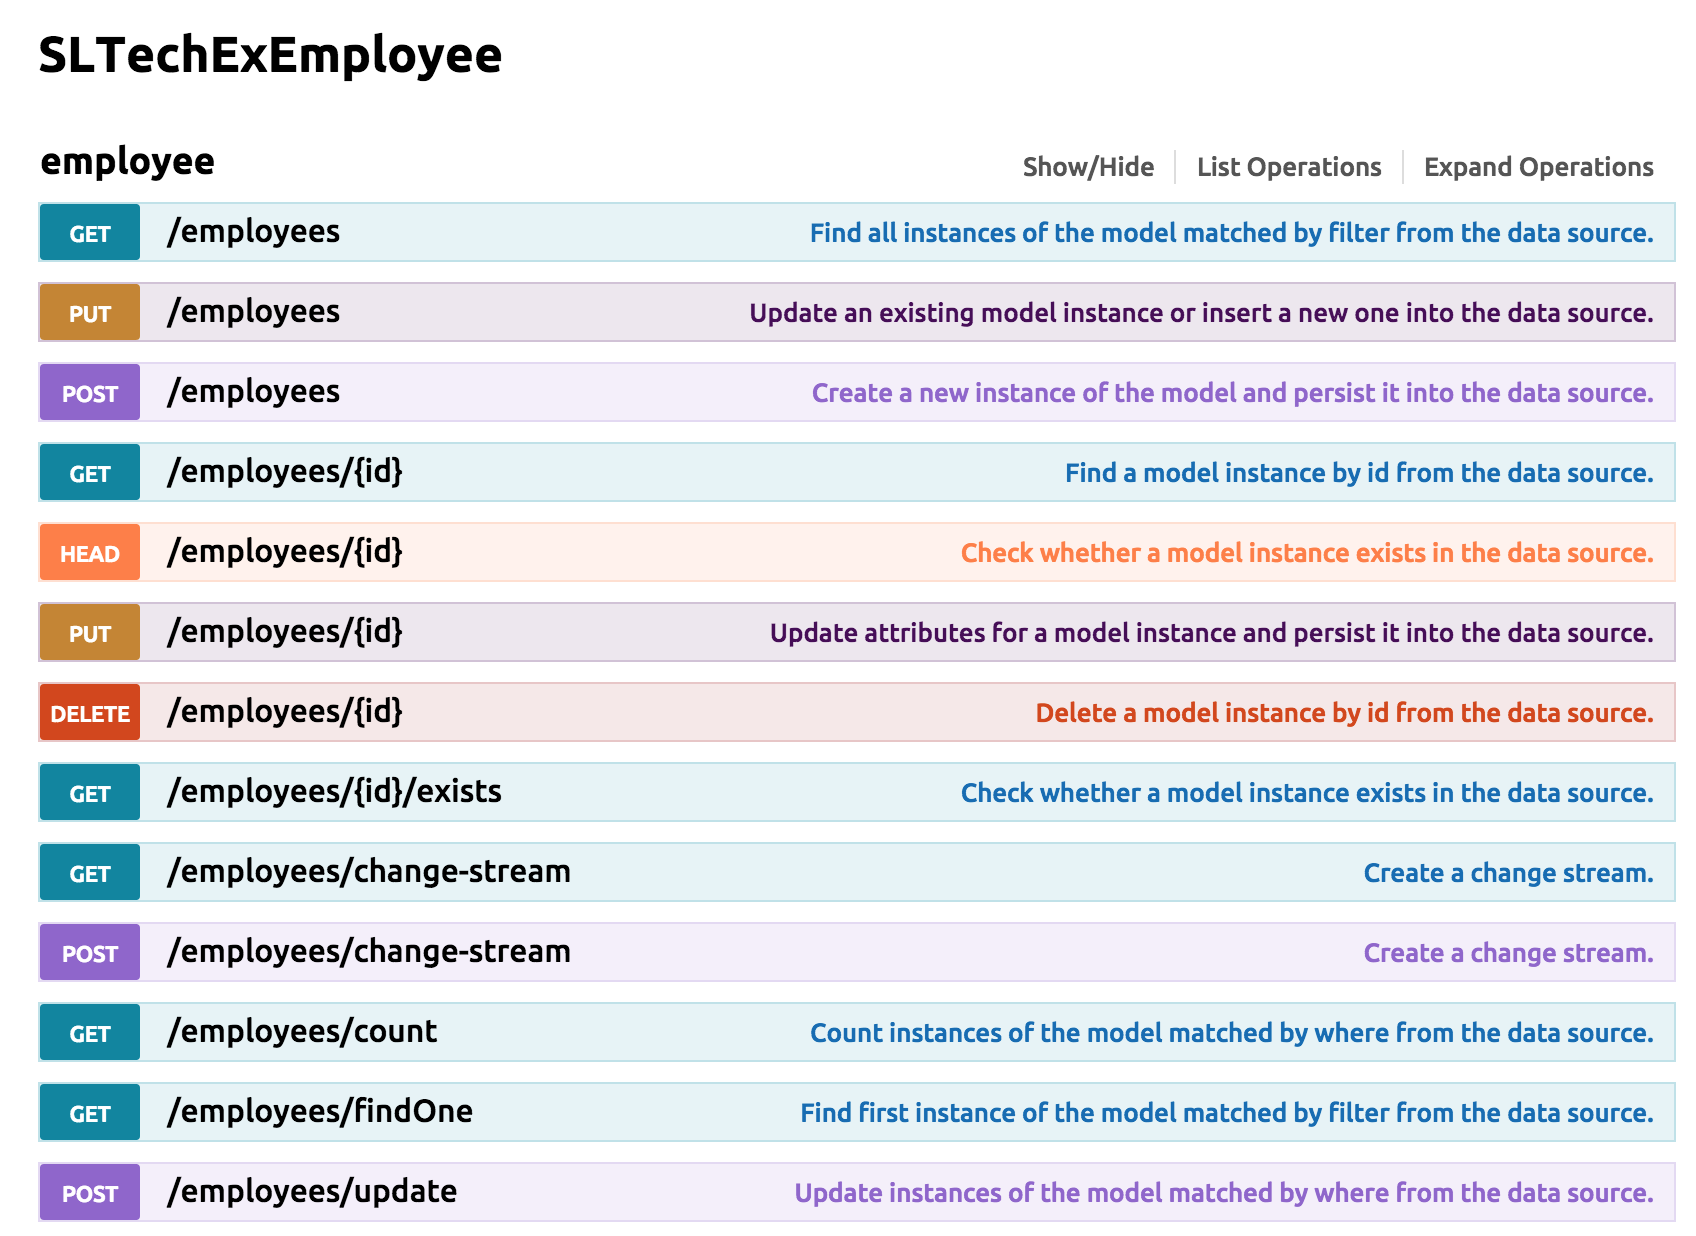 SLTechExEmployee
employee Show/Hide List Operations Expand Operations
GET /employees Find all instances of the model matched by filter from the data source.
PUT /employees Update an existing model instance or insert a new one into the data source.
POST /employees Create a new instance of the model and persist it into the data source.
GET /employees/{id} Find a model instance by id from the data source.
HEAD /employees/{id} Check whether a model instance exists in the data source.
PUT /employees/{id} Update attributes for a model instance and persist it into the data source.
DELETE /employees/{id} Delete a model instance by id from the data source.
GET /employees/{id}/exists Check whether a model instance exists in the data source.
GET /employees/change-stream Create a change stream.
POST /employees/change-stream Create a change stream.
GET /employees/count Count instances of the model matched by where from the data source.
GET /employees/findOne Find first instance of the model matched by filter from the data source.
POST /employees/update Update instances of the model matched by where from the data source.